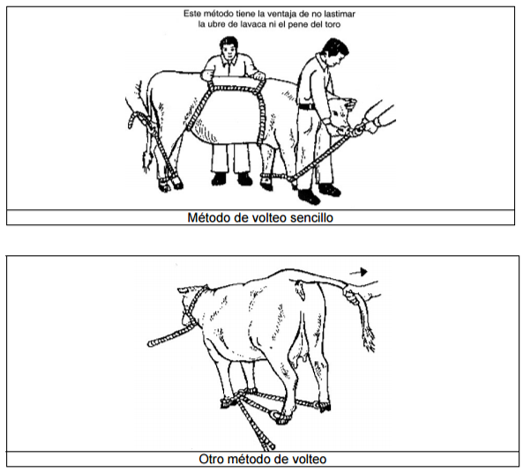 Este método tiene la ventaja de no lastimar
la ubre de lavaca ni el pene del toro
Método de volteo sencillo
Otro método de volteo